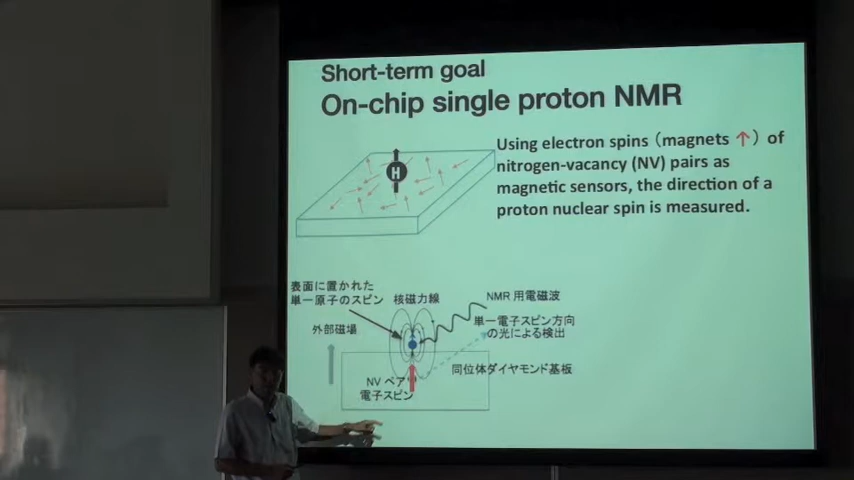 Short-term goal
On-chip single proton NMR
Using electron spins (magnets ↑) of
nitrogen-vacancy (NV) pairs as
magnetic sensors, the direction of a
proton nuclear spin is measured.
H
表面に置かれた
単一原子のスピン
核磁力線
NMR 用電磁波
外部磁場
単一電子スピン方向
の光による検出
同位体ダイヤモンド基板
NV ペア
電子スピン